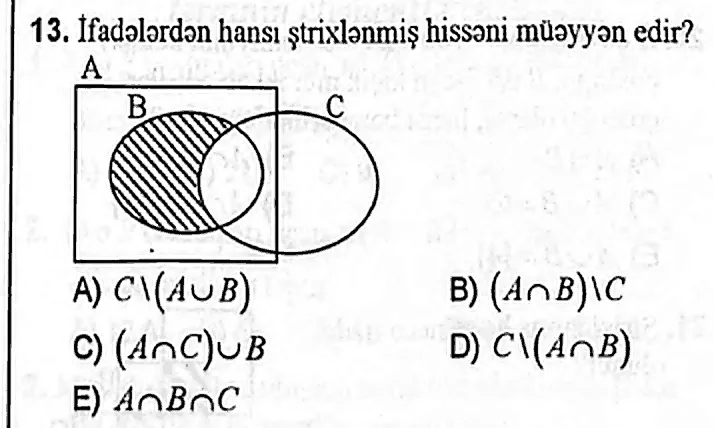 13. İfadələrdən hansı ştrixlənmiş hissəni müəyyən edir?
A
B
C
A) C\(A∪B)
B) (A∩B)\C
C) (A∩C)∪B
D) C\(A∩B)
E) A∩B∩C